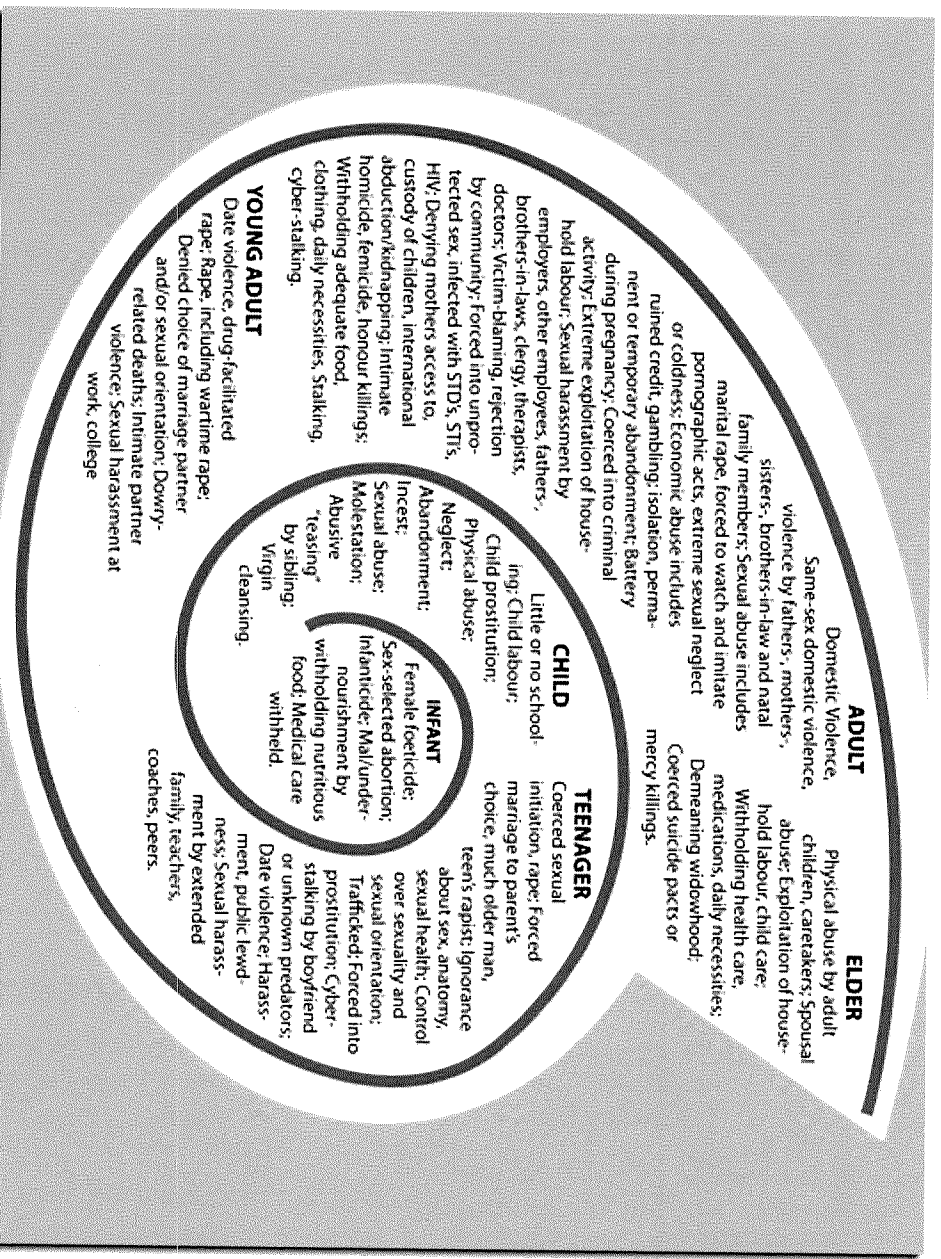 INFANT
Female foeticide;
Sex-selected abortion;
Infanticide; Mal/under-
nourishment by
withholding nutritious
food; Medical care
withheld.
CHILD
Little or no school-
ing; Child labour;
Child prostitution;
Physical abuse;
Neglect;
Abandonment;
Incest;
Sexual abuse;
Molestation;
Abusive
"teasing"
by sibling;
Virgin
cleansing.
TEENAGER
Coerced sexual
initiation, rape; Forced
marriage to parent's
choice, much older man,
teen's rapist; Ignorance
about sex, anatomy,
sexual health; Control
over sexuality and
sexual orientation;
Trafficked; Forced into
prostitution; Cyber-
stalking by boyfriend
or unknown predators;
Date violence; Harass-
ment, public lewd-
ness; Sexual harass-
ment by extended
family, teachers,
coaches, peers.
YOUNG ADULT
Date violence, drug-facilitated
rape; Rape, including wartime rape;
Denied choice of marriage partner
and/or sexual orientation; Dowry-
related deaths; Intimate partner
violence; Sexual harassment at
work, college
ADULT
Domestic Violence,
Same-sex domestic violence,
violence by fathers-, mothers-,
sisters-, brothers-in-law and natal
family members; Sexual abuse includes
marital rape, forced to watch and imitate
pornographic acts, extreme sexual neglect
or coldness; Economic abuse includes
ruined credit, gambling; isolation, perma-
nent or temporary abandonment; Battery
during pregnancy; Coerced into criminal
activity; Extreme exploitation of house-
hold labour; Sexual harassment by
employers, other employees, fathers-,
brothers-in-laws, clergy, therapists,
doctors; Victim-blaming, rejection
by community; Forced into unpro-
tected sex, infected with STD's, STI's,
HIV; Denying mothers access to,
custody of children, international
abduction/kidnapping; Intimate
homicide, femicide, honour killings;
Withholding adequate food,
clothing, daily necessities, Stalking,
cyber-stalking.
ELDER
Physical abuse by adult
children, caretakers; Spousal
abuse; Exploitation of house-
hold labour, child care;
Withholding health care,
medications, daily necessities;
Demeaning widowhood;
Coerced suicide pacts or
mercy killings.